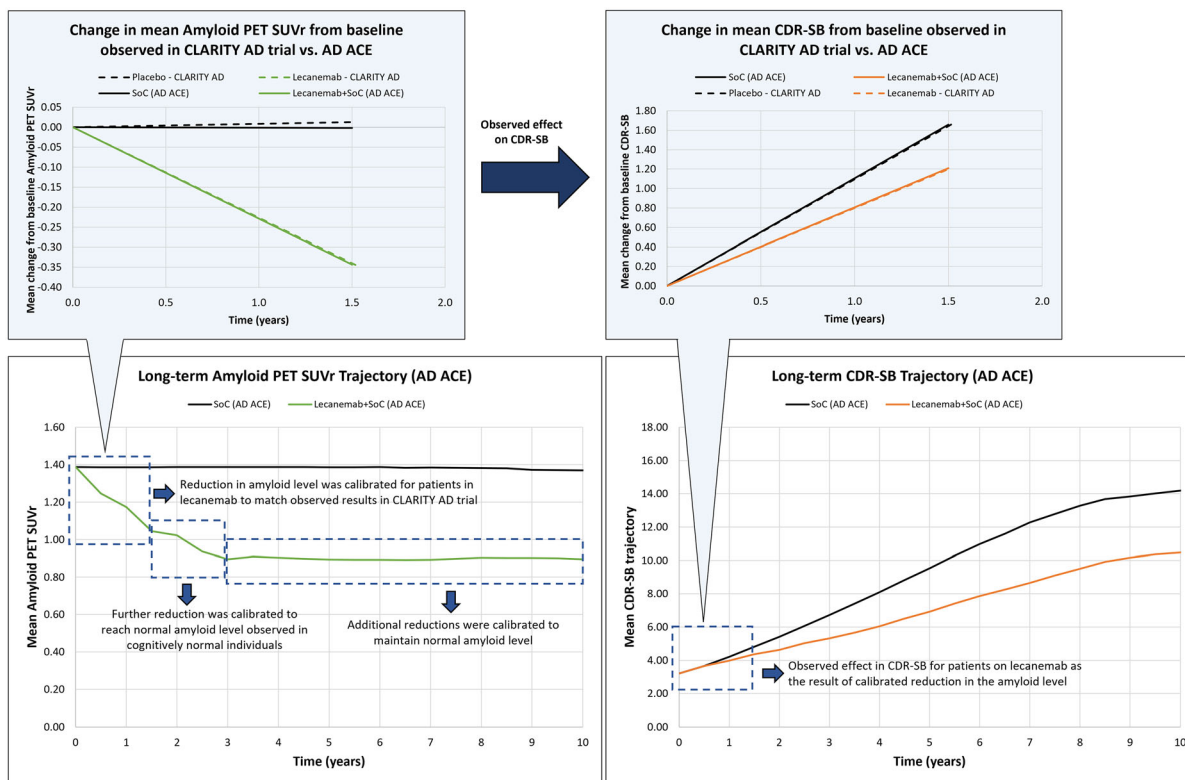 Change in mean Amyloid PET SUVr from baseline
observed in CLARITY AD trial vs. AD ACE
Placebo - CLARITY AD
Lecanemab - CLARITY AD
SoC (AD ACE)
Lecanemab+SoC (AD ACE)
Mean change from baseline Amyloid PET SUVr
0.05
0.00
-0.05
-0.10
-0.15
-0.20
-0.25
-0.30
-0.35
0.0
0.5
1.0
1.5
2.0
Time (years)
Observed effect
on CDR-SB
Change in mean CDR-SB from baseline observed in
CLARITY AD trial vs. AD ACE
SoC (AD ACE)
Lecanemab+SoC (AD ACE)
Placebo - CLARITY AD
Lecanemab - CLARITY AD
Mean change from baseline CDR-SB
1.80
1.60
1.40
1.20
1.00
0.80
0.60
0.40
0.20
0.00
0.0
0.5
1.0
1.5
2.0
Time (years)
Long-term Amyloid PET SUVr Trajectory (AD ACE)
SoC (AD ACE)
Lecanemab+SoC (AD ACE)
Mean Amyloid PET SUVr
1.60
1.40
1.20
1.00
0.80
0.60
0.40
0.20
0.00
Reduction in amyloid level was calibrated for patients in
lecanemab to match observed results in CLARITY AD trial
Further reduction was calibrated to
reach normal amyloid level observed in
cognitively normal individuals
Additional reductions were calibrated to
maintain normal amyloid level
0
1
2
3
4
5
6
7
8
9
10
Time (years)
Long-term CDR-SB Trajectory (AD ACE)
SoC (AD ACE)
Lecanemab+SoC (AD ACE)
Mean CDR-SB trajectory
18.00
16.00
14.00
12.00
10.00
8.00
6.00
4.00
2.00
0.00
Observed effect in CDR-SB for patients on lecanemab as
the result of calibrated reduction in the amyloid level
0
1
2
3
4
5
6
7
8
9
10
Time (years)